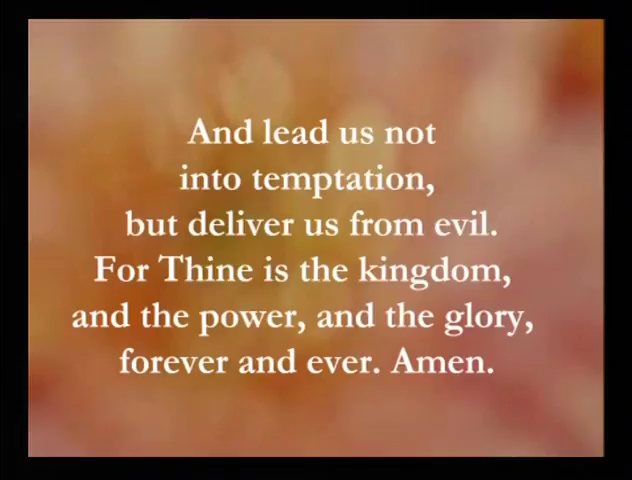 And lead us not
into temptation,
but deliver us from evil.
For Thine is the kingdom,
and the power, and the glory,
forever and ever. Amen.